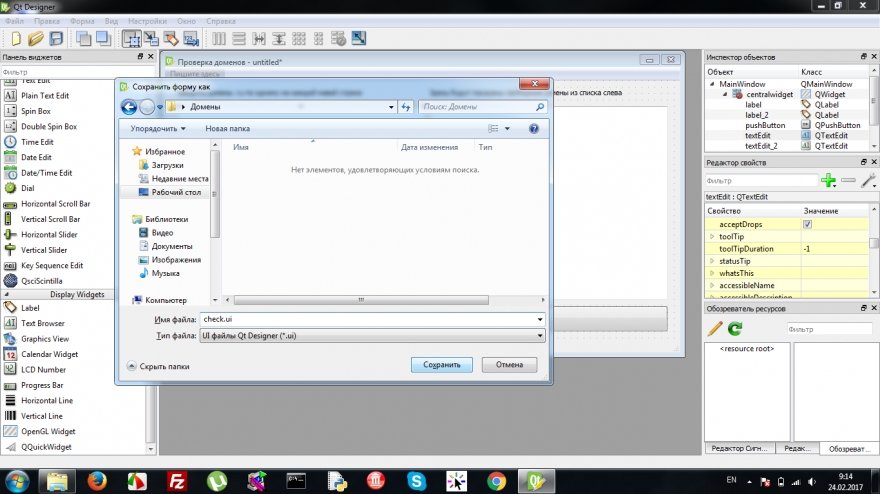 Qt Designer
Файл Правка Форма Вид Настройки Окно Справка
Панель виджетов
Фильтр
Text Edit
Plain Text Edit
Spin Box
Double Spin Box
Time Edit
Date Edit
Date/Time Edit
Dial
Horizontal Scroll Bar
Vertical Scroll Bar
Horizontal Slider
Vertical Slider
Key Sequence Edit
QsciScintilla
Display Widgets
Label
Text Browser
Graphics View
Calendar Widget
LCD Number
Progress Bar
Horizontal Line
Vertical Line
OpenGL Widget
QQuickWidget
Проверка доменов - untitled*
Пишите здесь
мены из списка слева
Сохранить форму как
Домены
Поиск: Домены
Упорядочить
Новая папка
Избранное
Загрузки
Недавние места
Рабочий стол
Библиотеки
Видео
Документы
Изображения
Музыка
Компьютер
Имя
Дата изменения
Тип
Нет элементов, удовлетворяющих условиям поиска.
Имя файла: check.ui
Тип файла: UI файлы Qt Designer (*.ui)
Скрыть папки
Сохранить
Отмена
Инспектор объектов
Объект Класс
MainWindow QMainWindow
centralwidget QWidget
label QLabel
label_2 QLabel
pushButton QPushButton
textEdit QTextEdit
textEdit_2 QTextEdit
Редактор свойств
Фильтр
textEdit : QTextEdit
Свойство Значение
acceptDrops
toolTip
toolTipDuration -1
statusTip
whatsThis
accessibleName
accessibleDescription
Обозреватель ресурсов
Фильтр
<resource root>
Редактор Сигн...
Редак...
Обозреват...
EN
9:14
24.02.2017